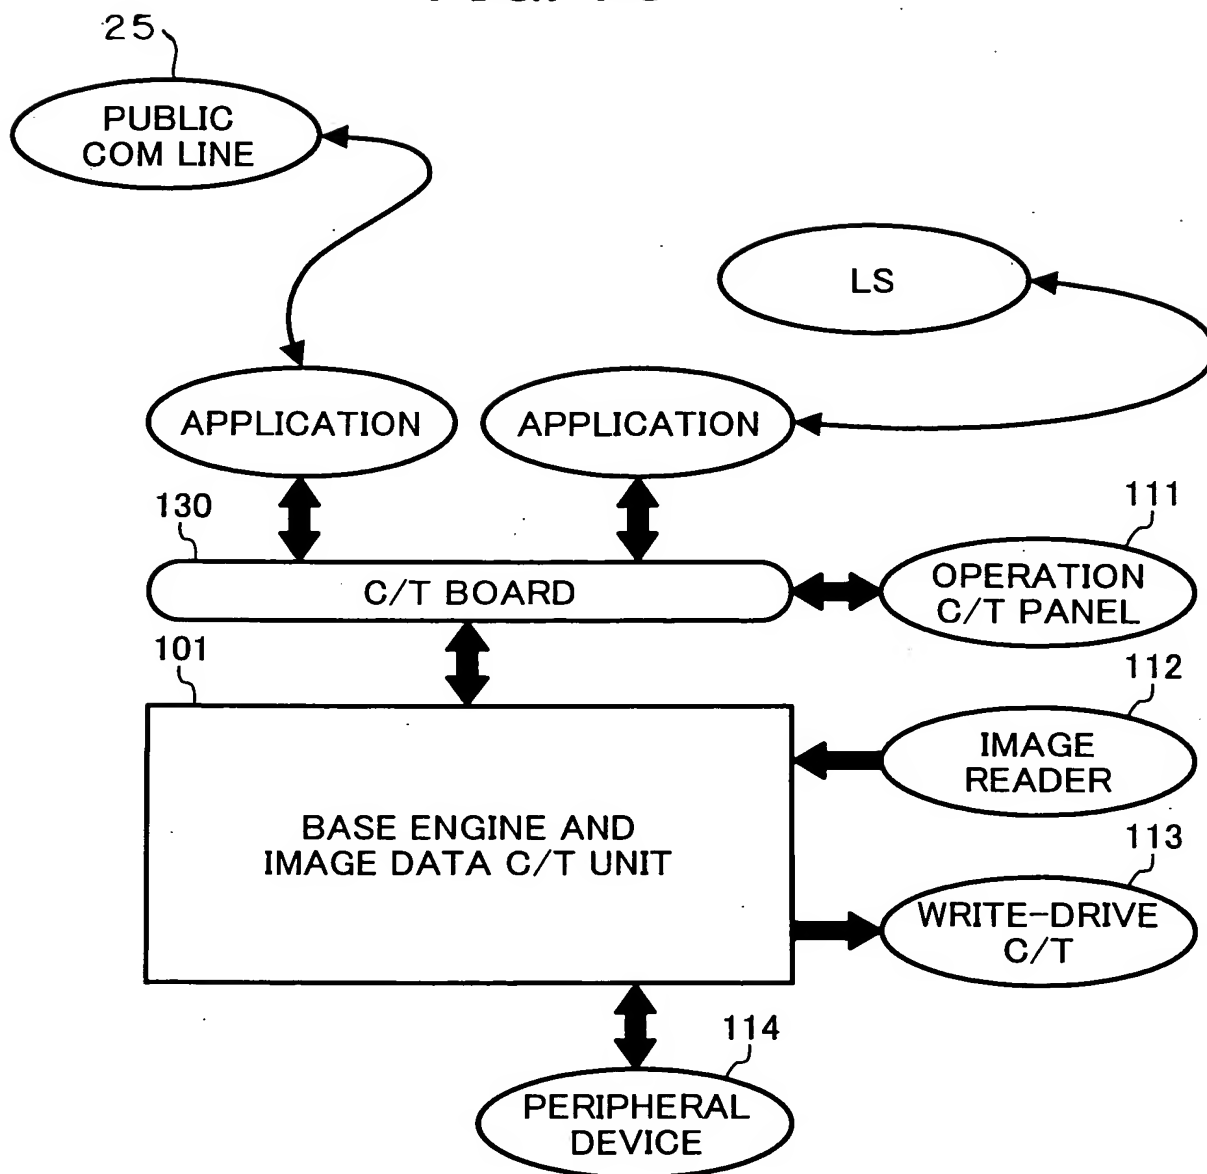 25
PUBLIC
COM LINE
LS
APPLICATION
APPLICATION
130
111
C/T BOARD
OPERATION
C/T PANEL
101
112
IMAGE
READER
BASE ENGINE AND
IMAGE DATA C/T UNIT
113
WRITE-DRIVE
C/T
114
PERIPHERAL
DEVICE